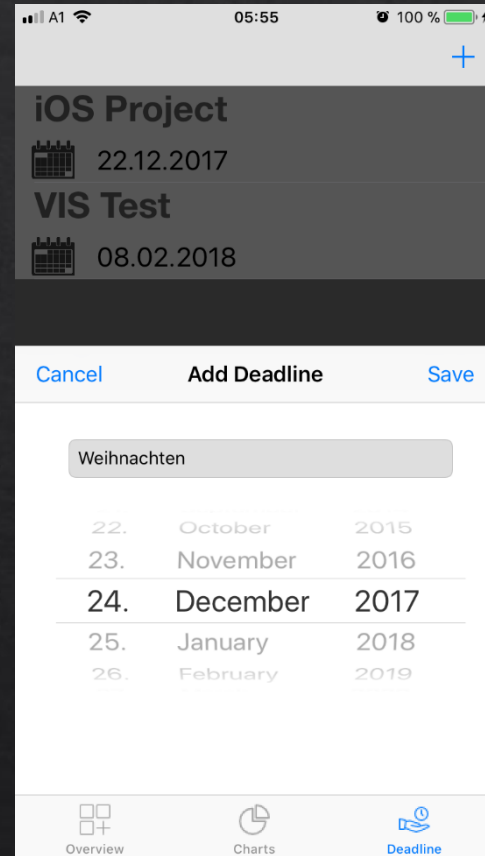 A1 05:55 100 %
+
iOS Project
22.12.2017
VIS Test
08.02.2018
Cancel Add Deadline Save
Weihnachten
22. October 2015
23. November 2016
24. December 2017
25. January 2018
26. February 2019
Overview Charts Deadline